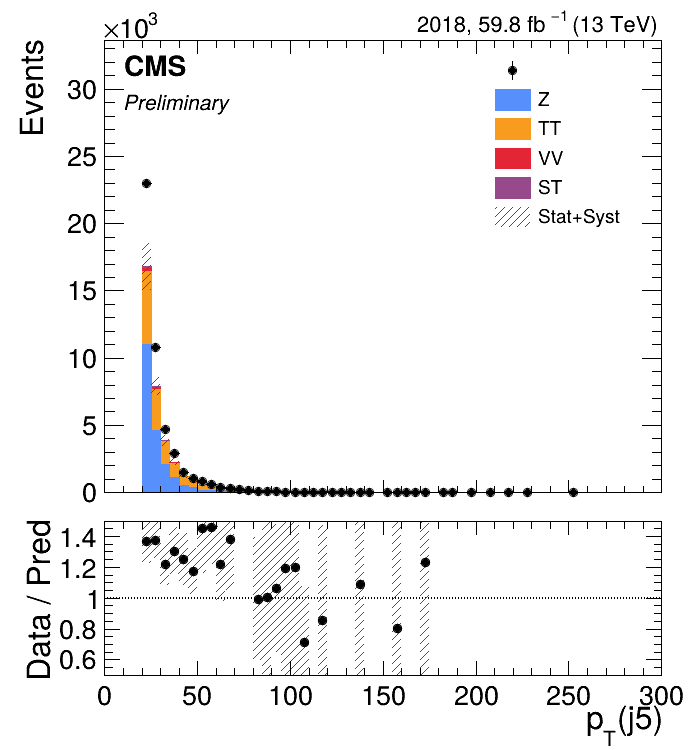 ×10³
2018, 59.8 fb⁻¹ (13 TeV)
CMS
Preliminary
Events
30
25
20
15
10
5
0
Z
TT
VV
ST
Stat+Syst
Data / Pred
1.4
1.2
1
0.8
0.6
0 50 100 150 200 250 300
p_T(j5)